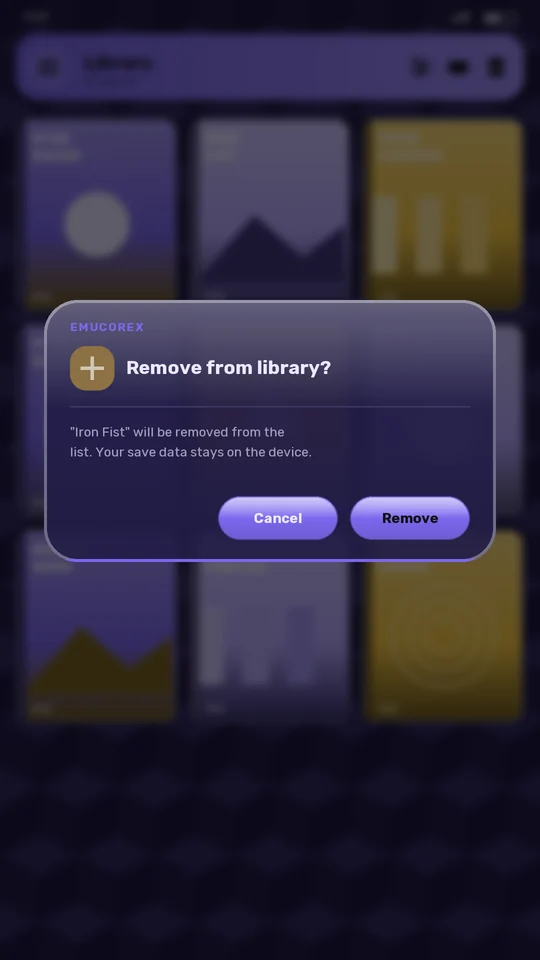 EMUCOREX
Remove from library?
"Iron Fist" will be removed from the
list. Your save data stays on the device.
Cancel
Remove